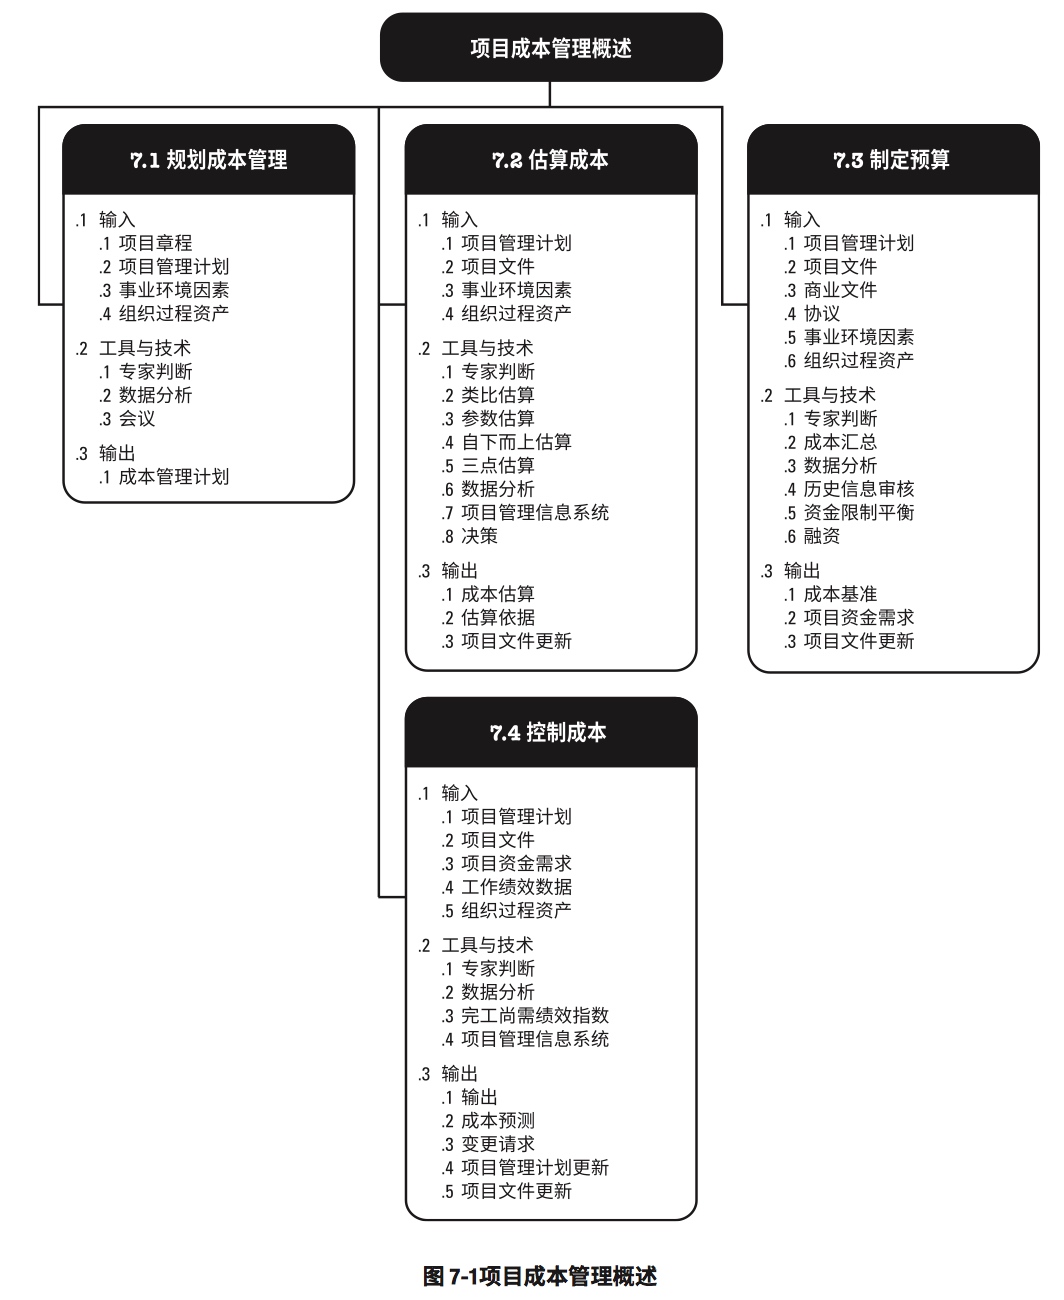 项目成本管理概述
7.1 规划成本管理
.1 输入
.1 项目章程
.2 项目管理计划
.3 事业环境因素
.4 组织过程资产
.2 工具与技术
.1 专家判断
.2 数据分析
.3 会议
.3 输出
.1 成本管理计划
7.2 估算成本
.1 输入
.1 项目管理计划
.2 项目文件
.3 事业环境因素
.4 组织过程资产
.2 工具与技术
.1 专家判断
.2 类比估算
.3 参数估算
.4 自下而上估算
.5 三点估算
.6 数据分析
.7 项目管理信息系统
.8 决策
.3 输出
.1 成本估算
.2 估算依据
.3 项目文件更新
7.3 制定预算
.1 输入
.1 项目管理计划
.2 项目文件
.3 商业文件
.4 协议
.5 事业环境因素
.6 组织过程资产
.2 工具与技术
.1 专家判断
.2 成本汇总
.3 数据分析
.4 历史信息审核
.5 资金限制平衡
.6 融资
.3 输出
.1 成本基准
.2 项目资金需求
.3 项目文件更新
7.4 控制成本
.1 输入
.1 项目管理计划
.2 项目文件
.3 项目资金需求
.4 工作绩效数据
.5 组织过程资产
.2 工具与技术
.1 专家判断
.2 数据分析
.3 完工尚需绩效指数
.4 项目管理信息系统
.3 输出
.1 输出
.2 成本预测
.3 变更请求
.4 项目管理计划更新
.5 项目文件更新
图 7-1项目成本管理概述